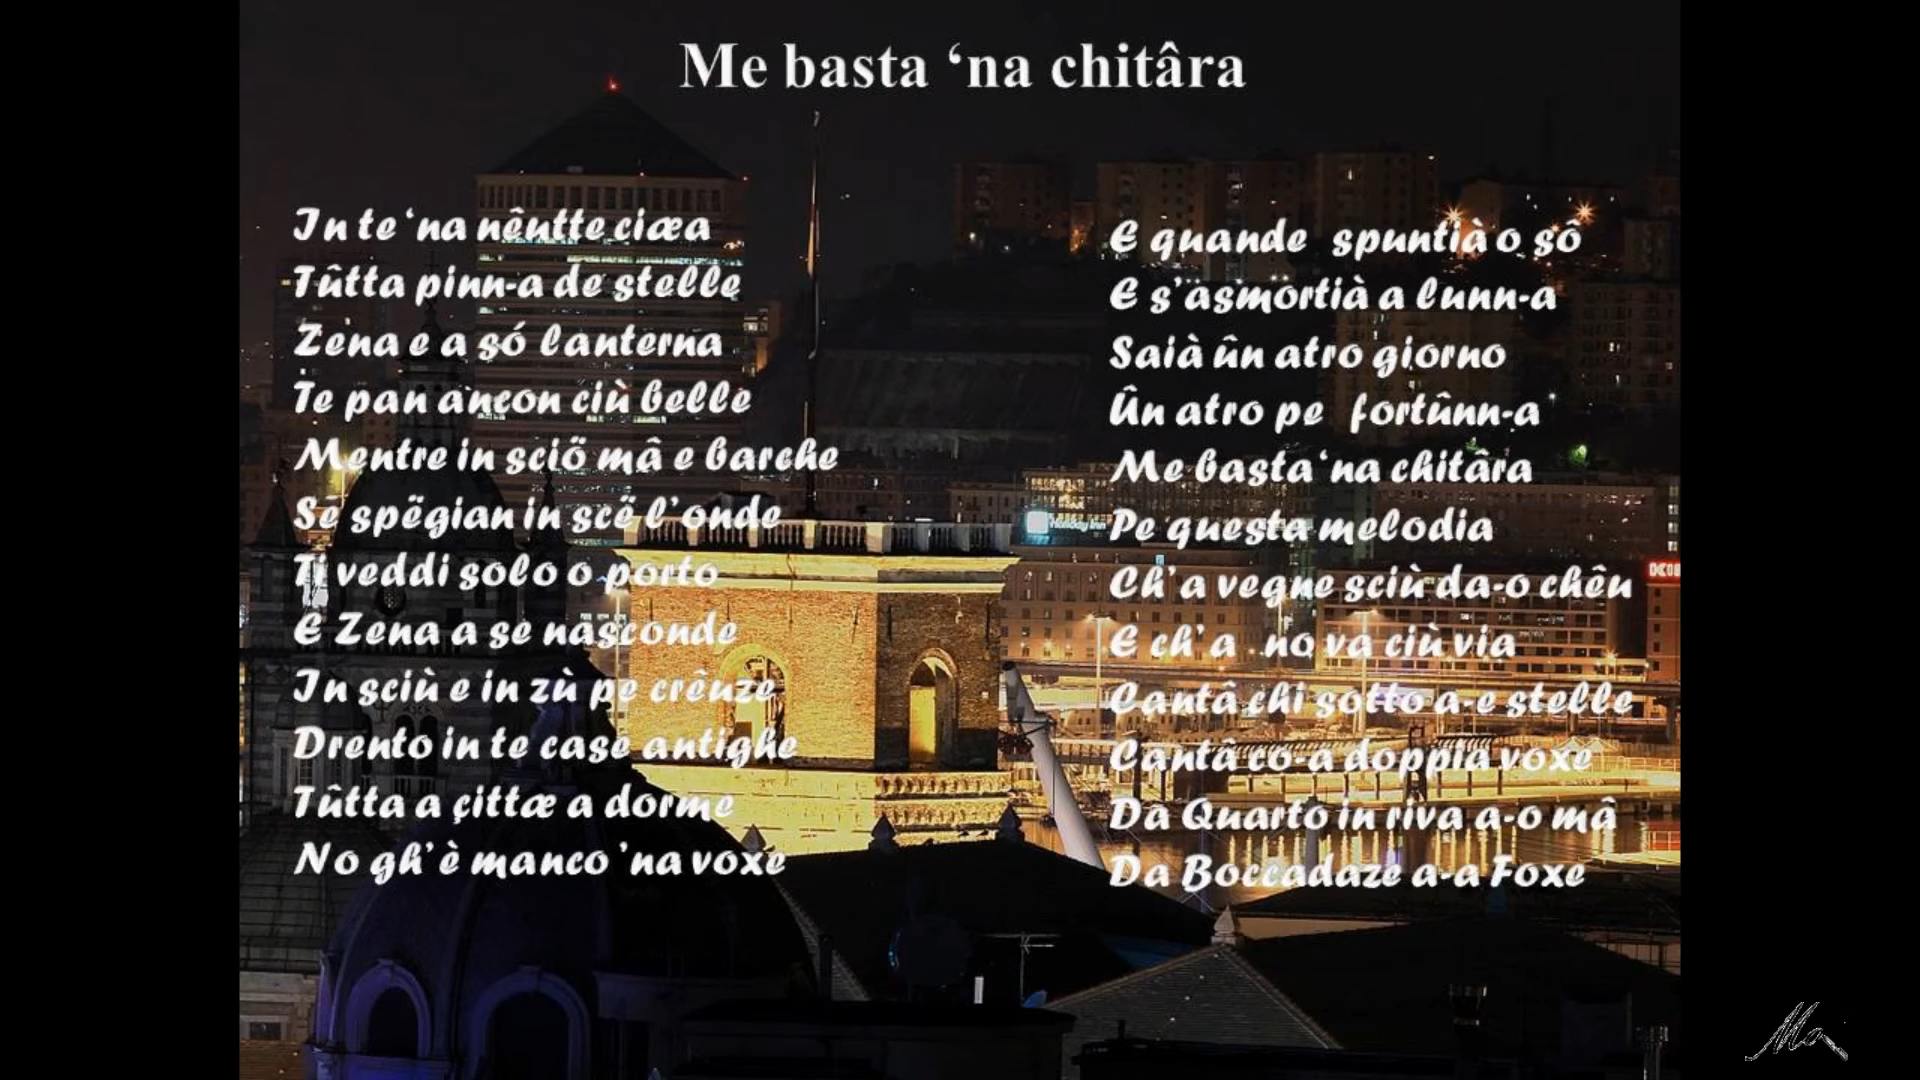 Me basta ‘na chitâra
In te ‘na nêutte ciæa
Tûtta pinn-a de stelle
Zena e a só lanterna
Te pan ancon ciù belle
Mentre in sciö mâ e barche
Së spëgian in scë l’onde
Ti veddi solo o porto
E Zena a se nasconde
In sciù e in zù pe crêuze
Drento in te case antighe
Tûtta a çittæ a dorme
No gh’è manco ’na voxe
E quande spuntià o sô
E s’asmortià a lunn-a
Saià ûn atro giorno
Ûn atro pe fortûnn-a
Me basta ‘na chitâra
Pe questa melodia
Ch’a vegne sciù da-o chêu
E ch’a no va ciù via
Cantâ chi sotto a-e stelle
Cantâ co-a doppia voxe
Da Quarto in riva a-o mâ
Da Boccadaze a-a Foxe
Holiday Inn